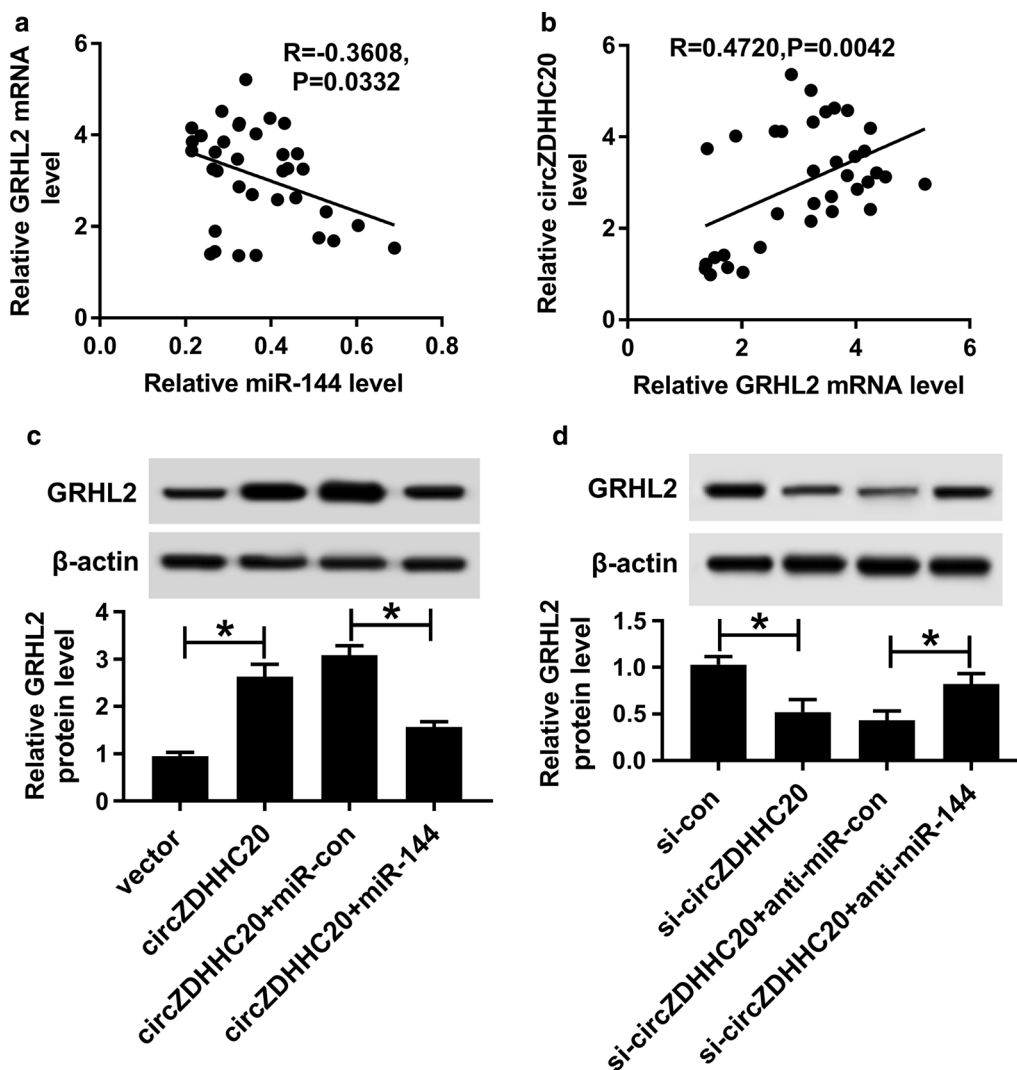 a
R=-0.3608,
P=0.0332
Relative GRHL2 mRNA
level
6
4
2
0
0.0 0.2 0.4 0.6 0.8
Relative miR-144 level
b
R=0.4720,P=0.0042
Relative circZDHHC20
level
6
4
2
0
0 2 4 6
Relative GRHL2 mRNA level
c
GRHL2
β-actin
Relative GRHL2
protein level
4
3
2
1
0
*
*
vector
circZDHHC20
circZDHHC20+miR-con
circZDHHC20+miR-144
d
GRHL2
β-actin
Relative GRHL2
protein level
1.5
1.0
0.5
0.0
*
*
si-con
si-circZDHHC20
si-circZDHHC20+anti-miR-con
si-circZDHHC20+anti-miR-144